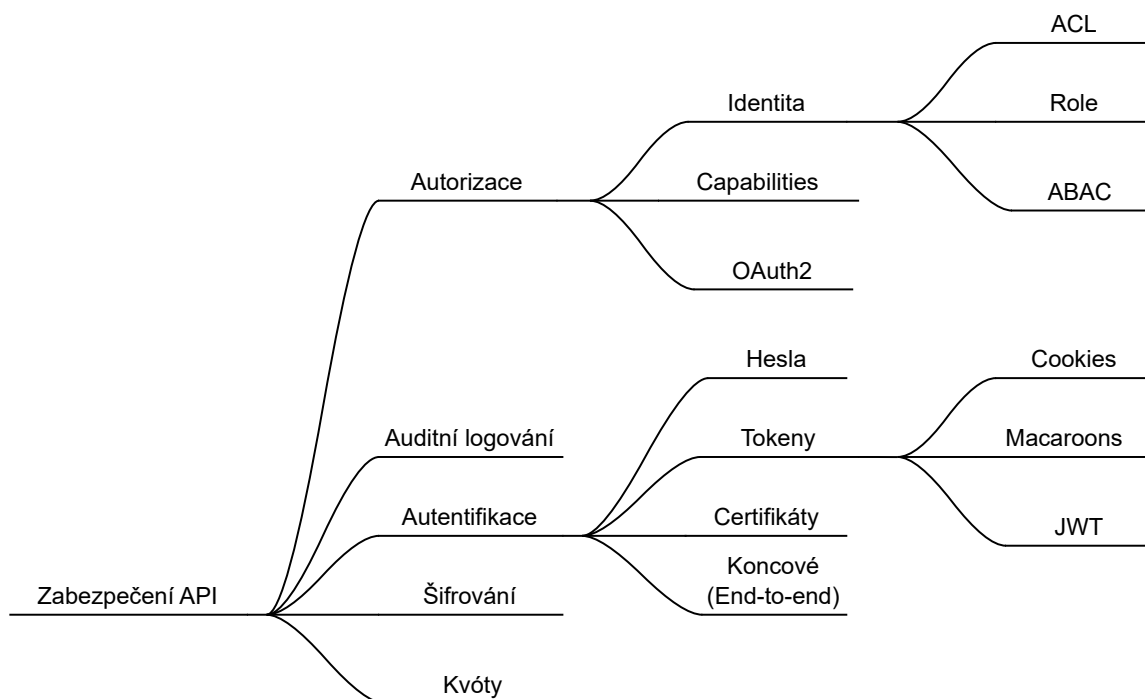 ACL
Identita
Role
Autorizace
Capabilities
ABAC
OAuth2
Hesla
Cookies
Auditní logování
Tokeny
Macaroons
Autentifikace
Certifikáty
JWT
Koncové
(End-to-end)
Zabezpečení API
Šifrování
Kvóty